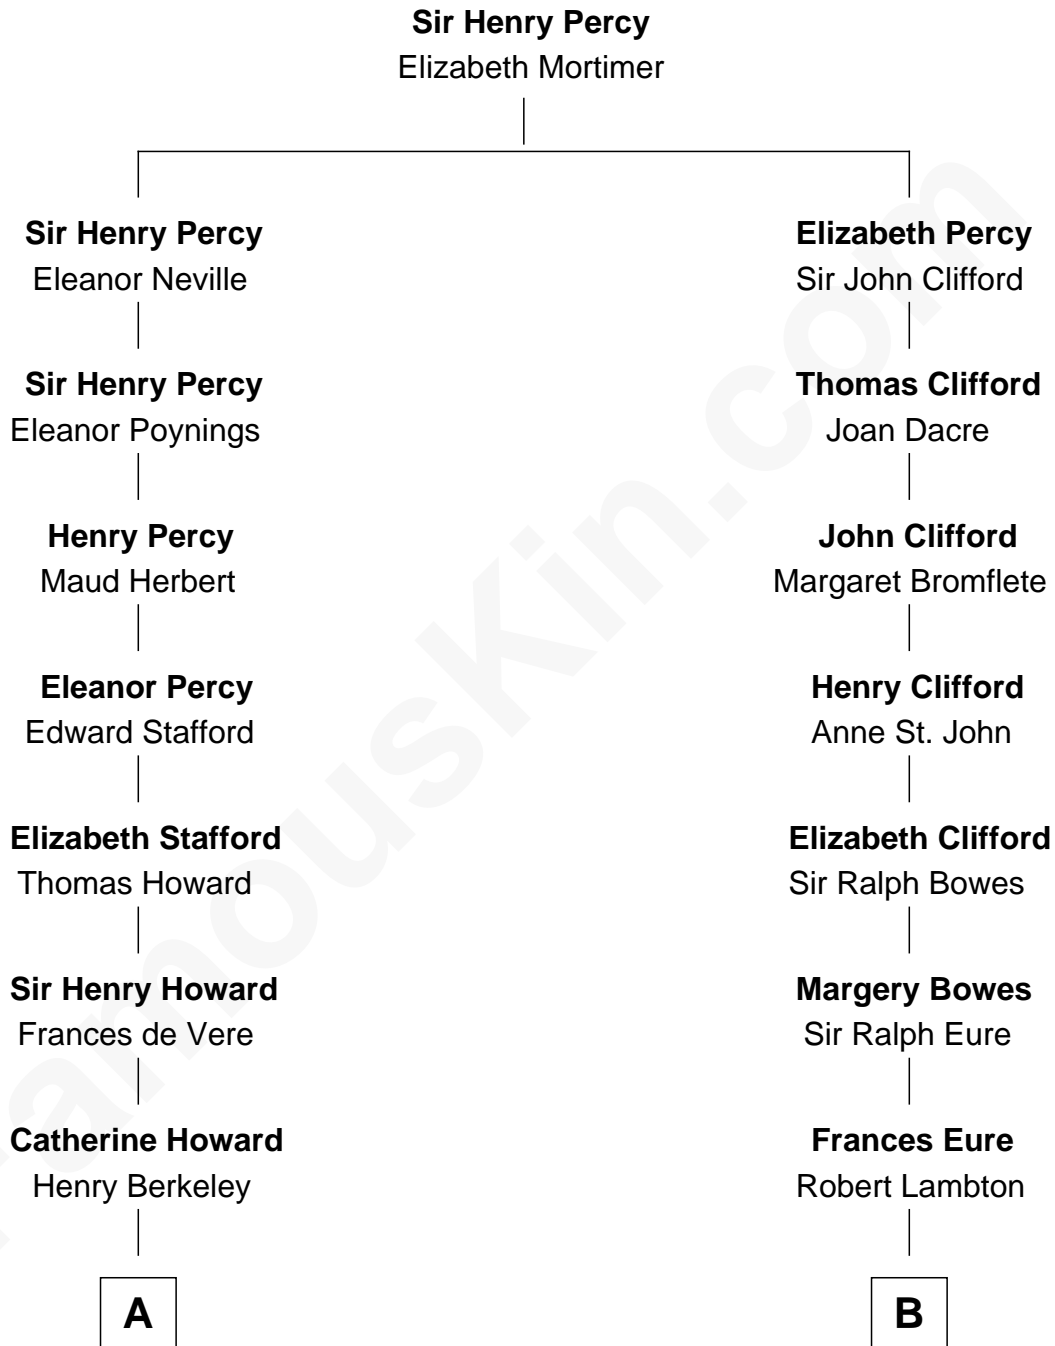 Sir Henry Percy
Elizabeth Mortimer
Sir Henry Percy
Eleanor Neville
Elizabeth Percy
Sir John Clifford
Sir Henry Percy
Eleanor Poynings
Thomas Clifford
Joan Dacre
Henry Percy
Maud Herbert
John Clifford
Margaret Bromflete
Eleanor Percy
Edward Stafford
Henry Clifford
Anne St. John
Elizabeth Stafford
Thomas Howard
Elizabeth Clifford
Sir Ralph Bowes
Sir Henry Howard
Frances de Vere
Margery Bowes
Sir Ralph Eure
Catherine Howard
Henry Berkeley
Frances Eure
Robert Lambton
A
B
FamousKin.com